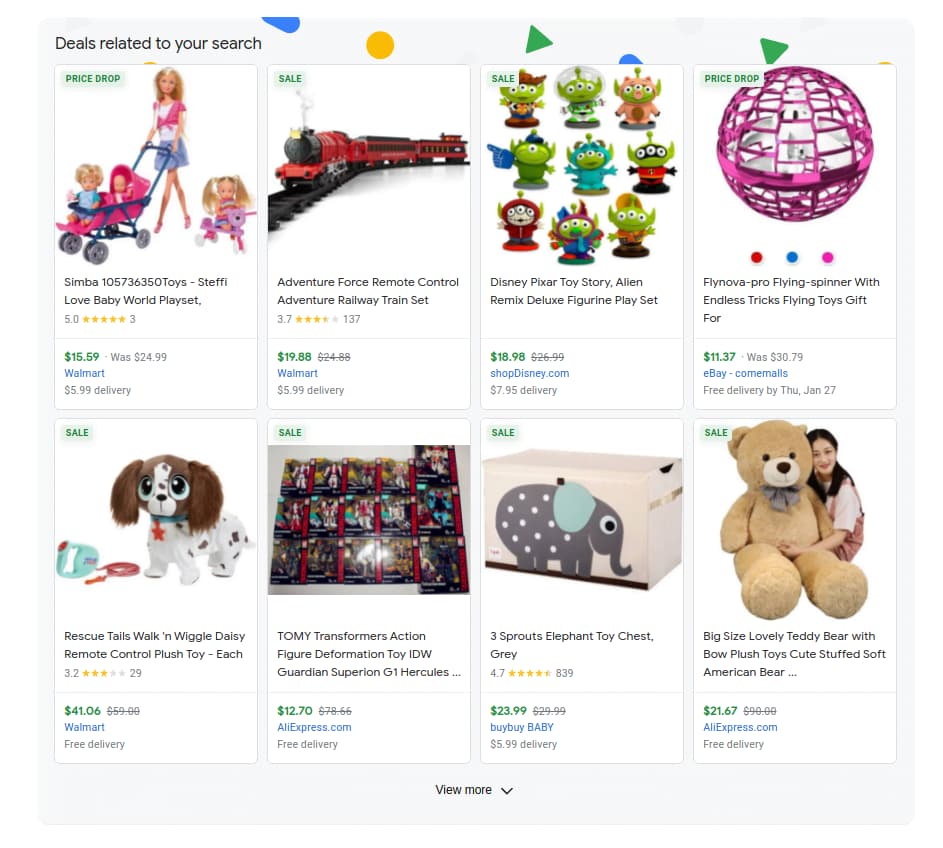 Deals related to your search
PRICE DROP
Simba 105736350Toys - Steffi
Love Baby World Playset,
5.0 ★★★★★ 3
$15.59 · Was $24.99
Walmart
$5.99 delivery
SALE
Adventure Force Remote Control
Adventure Railway Train Set
3.7 ★★★★★ 137
$19.88 $24.88
Walmart
$5.99 delivery
SALE
Disney Pixar Toy Story, Alien
Remix Deluxe Figurine Play Set
$18.98 $26.99
shopDisney.com
$7.95 delivery
PRICE DROP
Flynova-pro Flying-spinner With
Endless Tricks Flying Toys Gift
For
$11.37 · Was $30.79
eBay - comemalls
Free delivery by Thu, Jan 27
SALE
Rescue Tails Walk 'n Wiggle Daisy
Remote Control Plush Toy - Each
3.2 ★★★★★ 29
$41.06 $59.00
Walmart
Free delivery
SALE
TOMY Transformers Action
Figure Deformation Toy IDW
Guardian Superion G1 Hercules ...
$12.70 $78.66
AliExpress.com
Free delivery
SALE
3 Sprouts Elephant Toy Chest,
Grey
4.7 ★★★★★ 839
$23.99 $29.99
buybuy BABY
$5.99 delivery
SALE
Big Size Lovely Teddy Bear with
Bow Plush Toys Cute Stuffed Soft
American Bear ...
$21.67 $90.00
AliExpress.com
Free delivery
View more